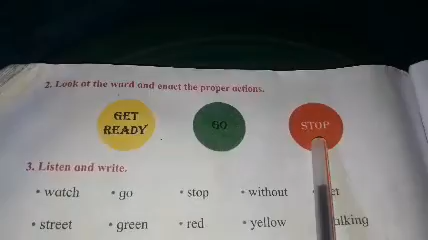 2. Look at the word and enact the proper actions.
GET READY GO STOP
3. Listen and write.
• watch • go • stop • without
• street • green • red • yellow